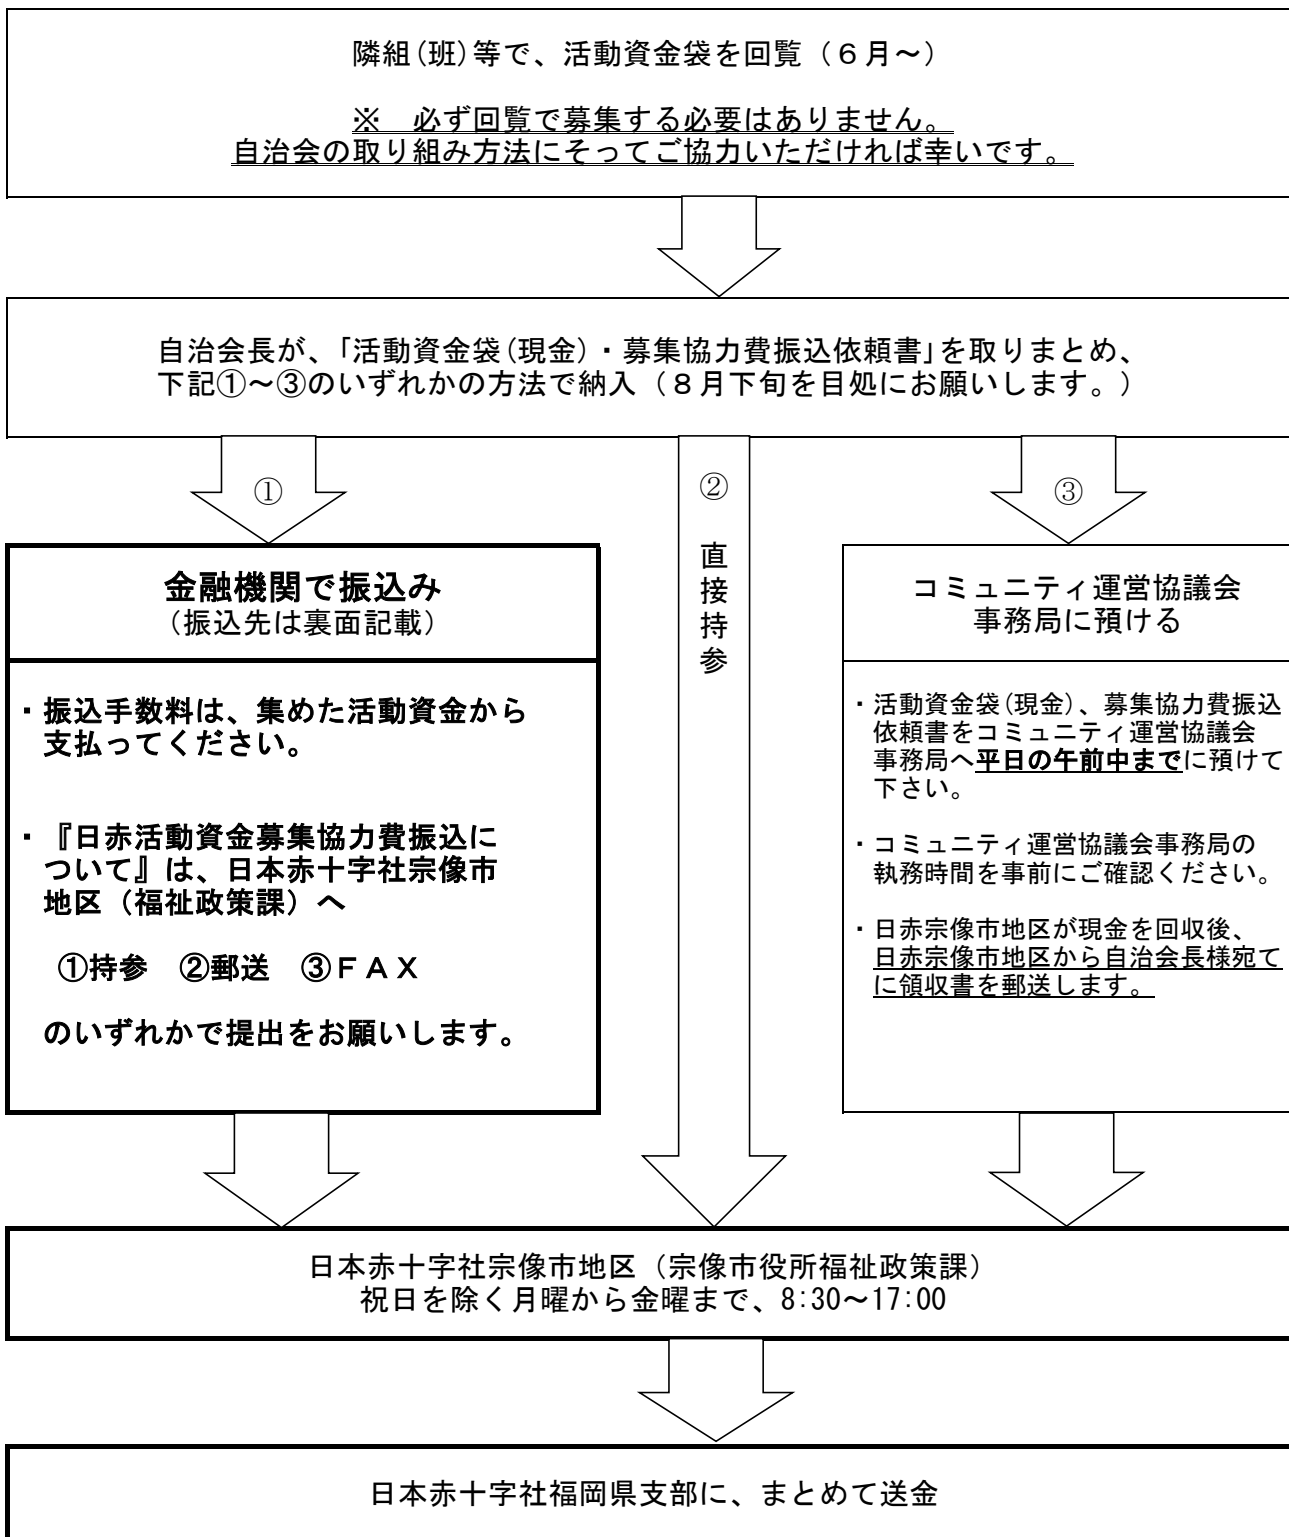 隣組(班)等で、活動資金袋を回覧（６月～）
※　必ず回覧で募集する必要はありません。
自治会の取り組み方法にそってご協力いただければ幸いです。
自治会長が、「活動資金袋(現金)・募集協力費振込依頼書」を取りまとめ、
下記①～③のいずれかの方法で納入（８月下旬を目処にお願いします。）
①
金融機関で振込み
（振込先は裏面記載）
・振込手数料は、集めた活動資金から
支払ってください。
・『日赤活動資金募集協力費振込に
ついて』は、日本赤十字社宗像市
地区（福祉政策課）へ
①持参　②郵送　③ＦＡＸ
のいずれかで提出をお願いします。
②
直接持参
③
コミュニティ運営協議会
事務局に預ける
・活動資金袋(現金)、募集協力費振込
依頼書をコミュニティ運営協議会
事務局へ平日の午前中までに預けて
下さい。
・コミュニティ運営協議会事務局の
執務時間を事前にご確認ください。
・日赤宗像市地区が現金を回収後、
日赤宗像市地区から自治会長様宛て
に領収書を郵送します。
日本赤十字社宗像市地区（宗像市役所福祉政策課）
祝日を除く月曜から金曜まで、8:30～17:00
日本赤十字社福岡県支部に、まとめて送金